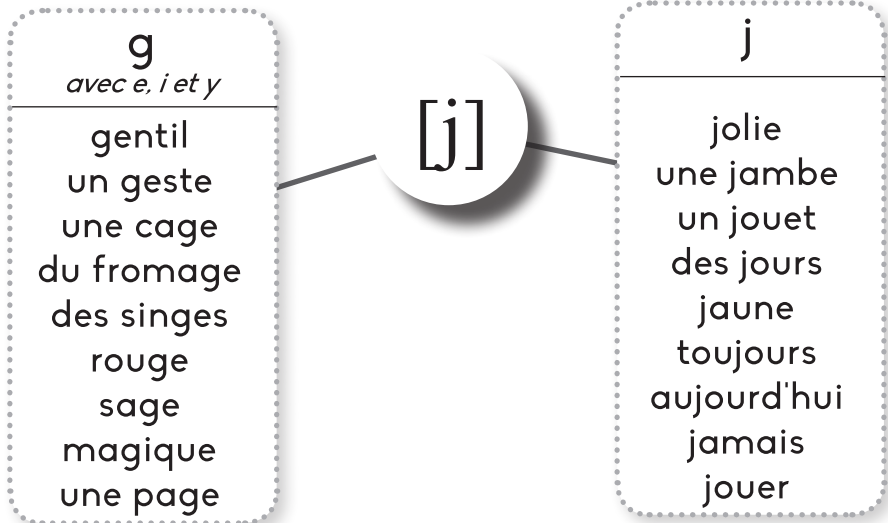 g
avec e, i et y
gentil
un geste
une cage
du fromage
des singes
rouge
sage
magique
une page
[j]
j
jolie
une jambe
un jouet
des jours
jaune
toujours
aujourd'hui
jamais
jouer